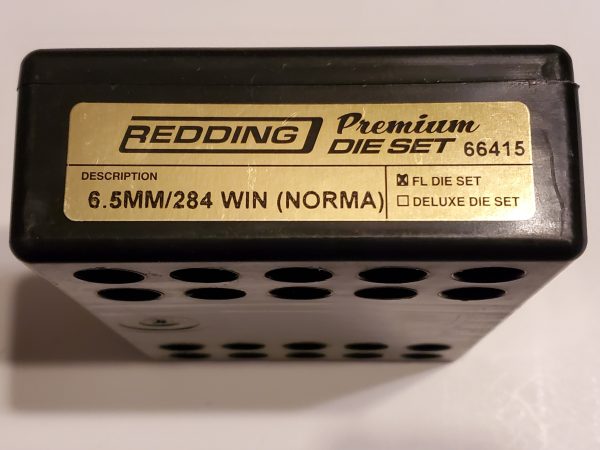 REDDING Premium DIE SET 66415
DESCRIPTION
6.5MM/284 WIN (NORMA)
☒ FL DIE SET
☐ DELUXE DIE SET